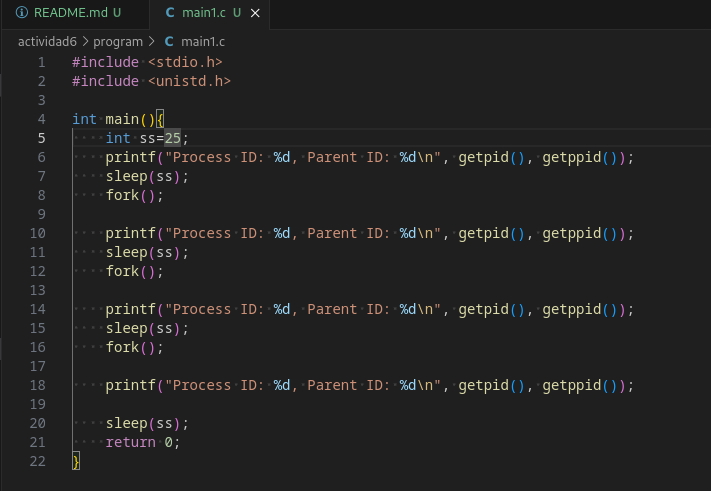 README.md U
C main1.c U
actividad6 > program > C main1.c
1 #include <stdio.h>
2 #include <unistd.h>
3
4 int main(){
5 int ss=25;
6 printf("Process ID: %d, Parent ID: %d\n", getpid(), getppid());
7 sleep(ss);
8 fork();
9
10 printf("Process ID: %d, Parent ID: %d\n", getpid(), getppid());
11 sleep(ss);
12 fork();
13
14 printf("Process ID: %d, Parent ID: %d\n", getpid(), getppid());
15 sleep(ss);
16 fork();
17
18 printf("Process ID: %d, Parent ID: %d\n", getpid(), getppid());
19
20 sleep(ss);
21 return 0;
22 }